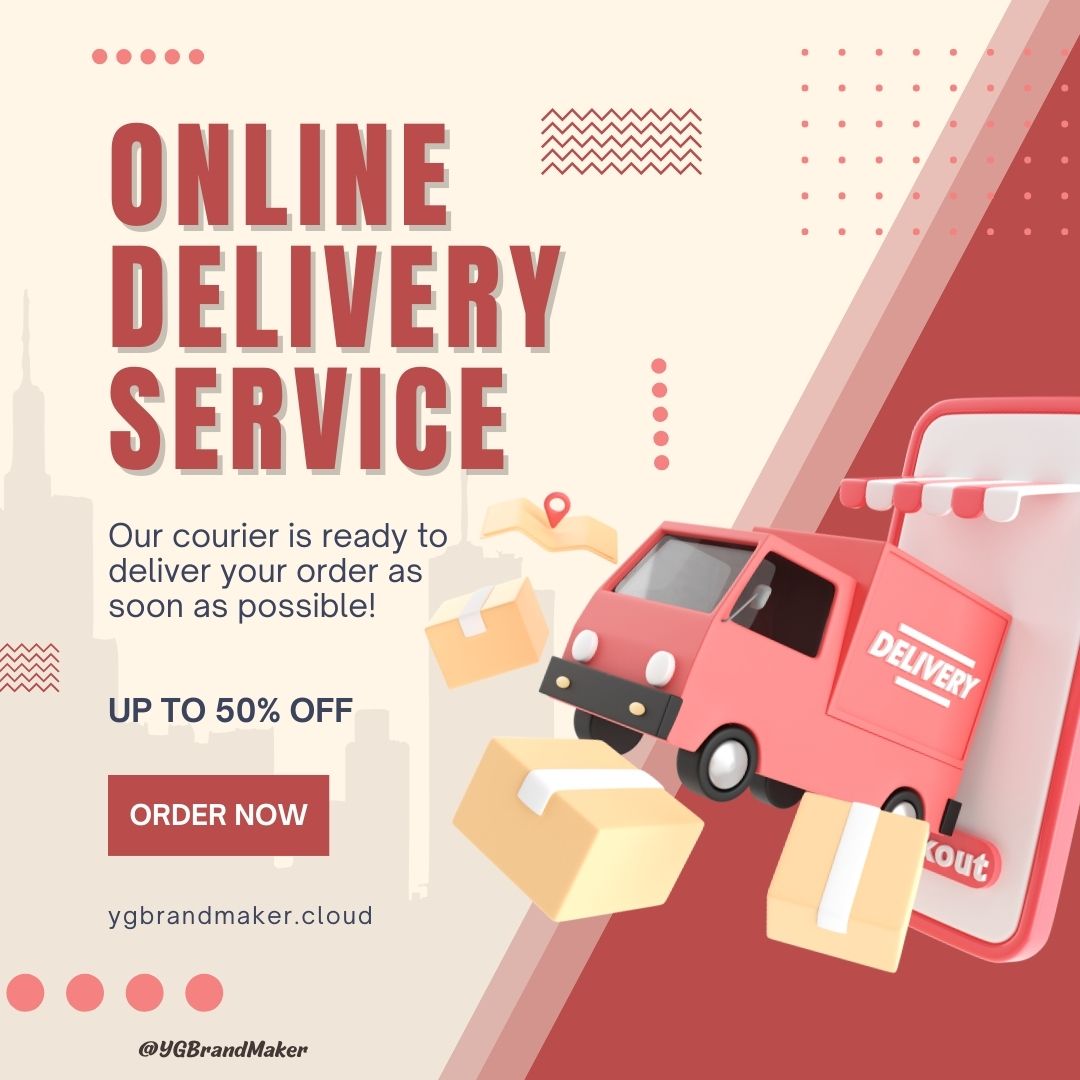 ONLINE
DELIVERY
SERVICE
Our courier is ready to
deliver your order as
soon as possible!
UP TO 50% OFF
ORDER NOW
ygbrandmaker.cloud
@YGBrandMaker
DELIVERY
kout